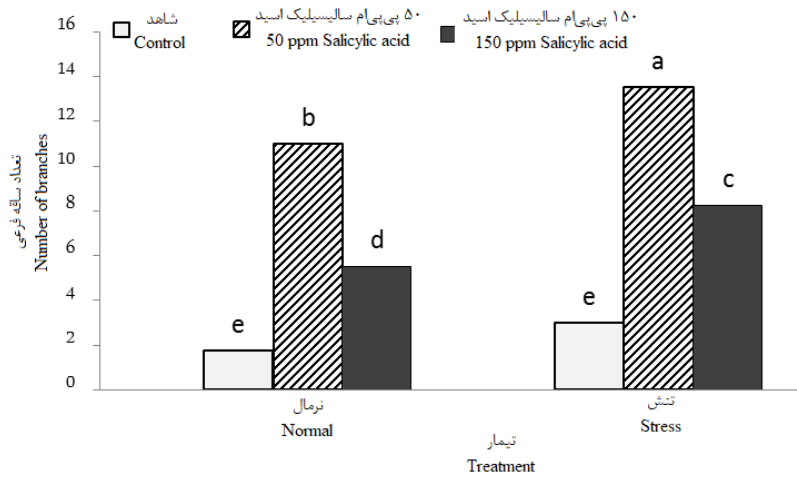 16
14
12
10
8
6
4
2
0
تعداد ساقه فرعی
Number of branches
شاهد
Control
۵۰ پی‌پی‌ام سالیسیلیک اسید
50 ppm Salicylic acid
۱۵۰ پی‌پی‌ام سالیسیلیک اسید
150 ppm Salicylic acid
e
b
d
e
a
c
نرمال
Normal
تنش
Stress
تیمار
Treatment